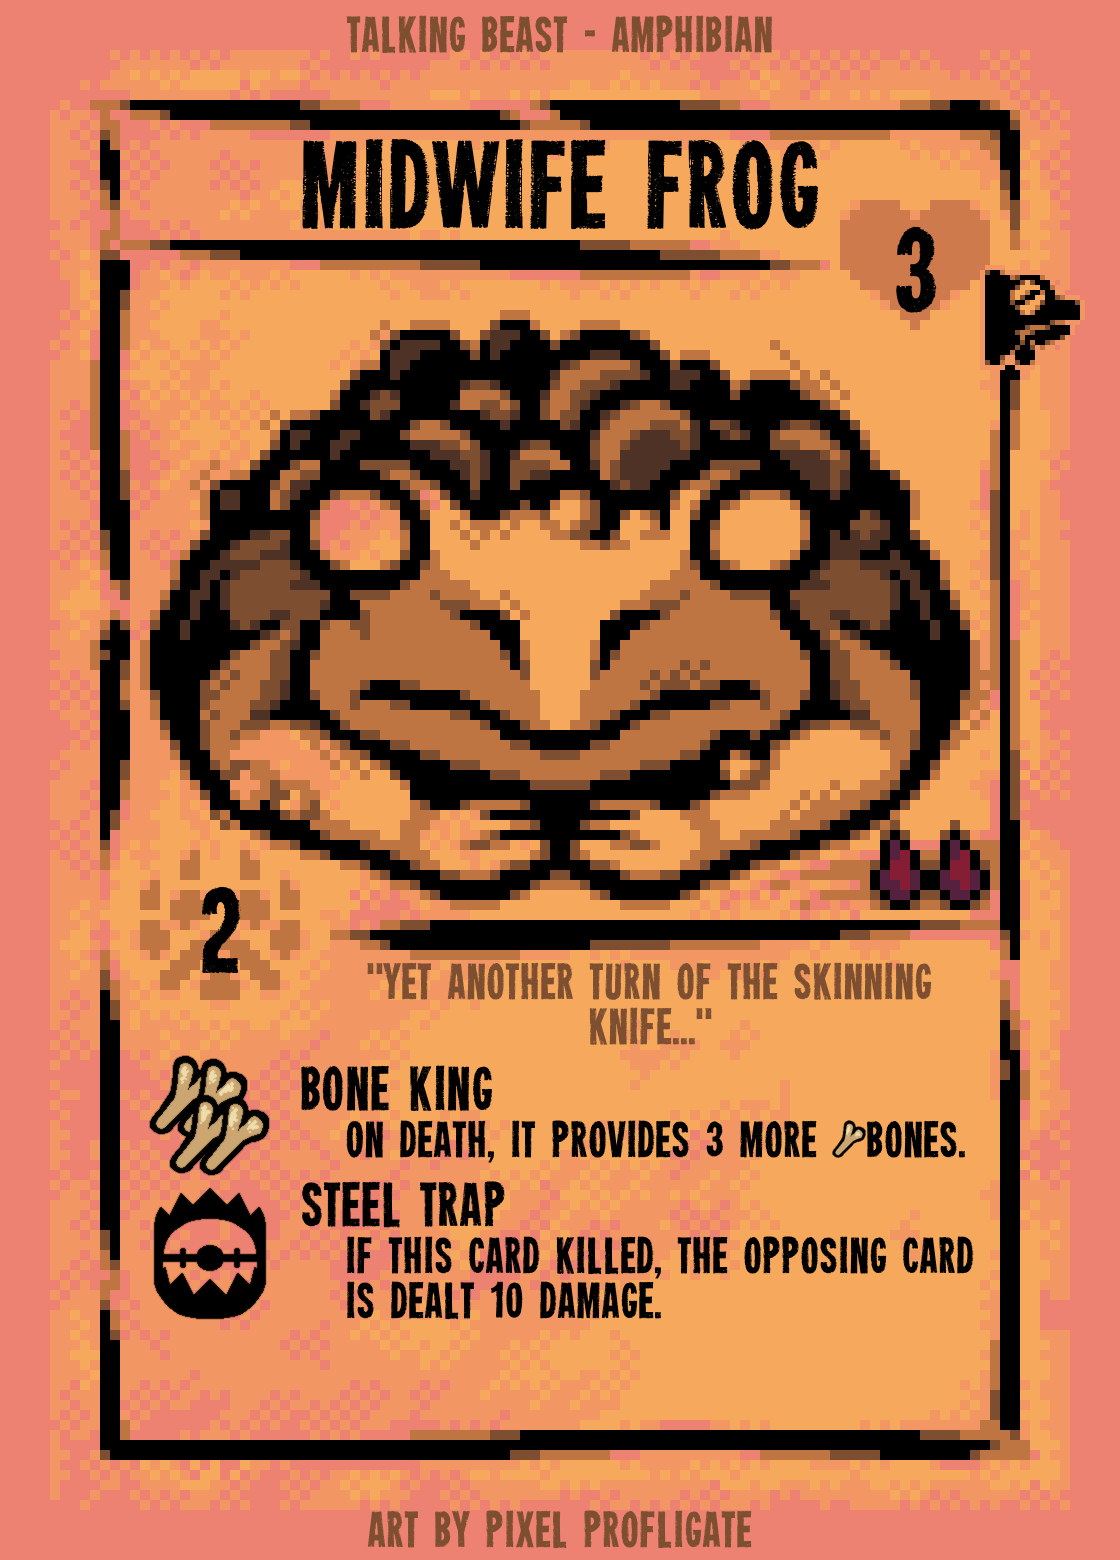 TALKING BEAST - AMPHIBIAN
MIDWIFE FROG
3
2
"YET ANOTHER TURN OF THE SKINNING
KNIFE..."
BONE KING
ON DEATH, IT PROVIDES 3 MORE BONES.
STEEL TRAP
IF THIS CARD KILLED, THE OPPOSING CARD
IS DEALT 10 DAMAGE.
ART BY PIXEL PROFLIGATE